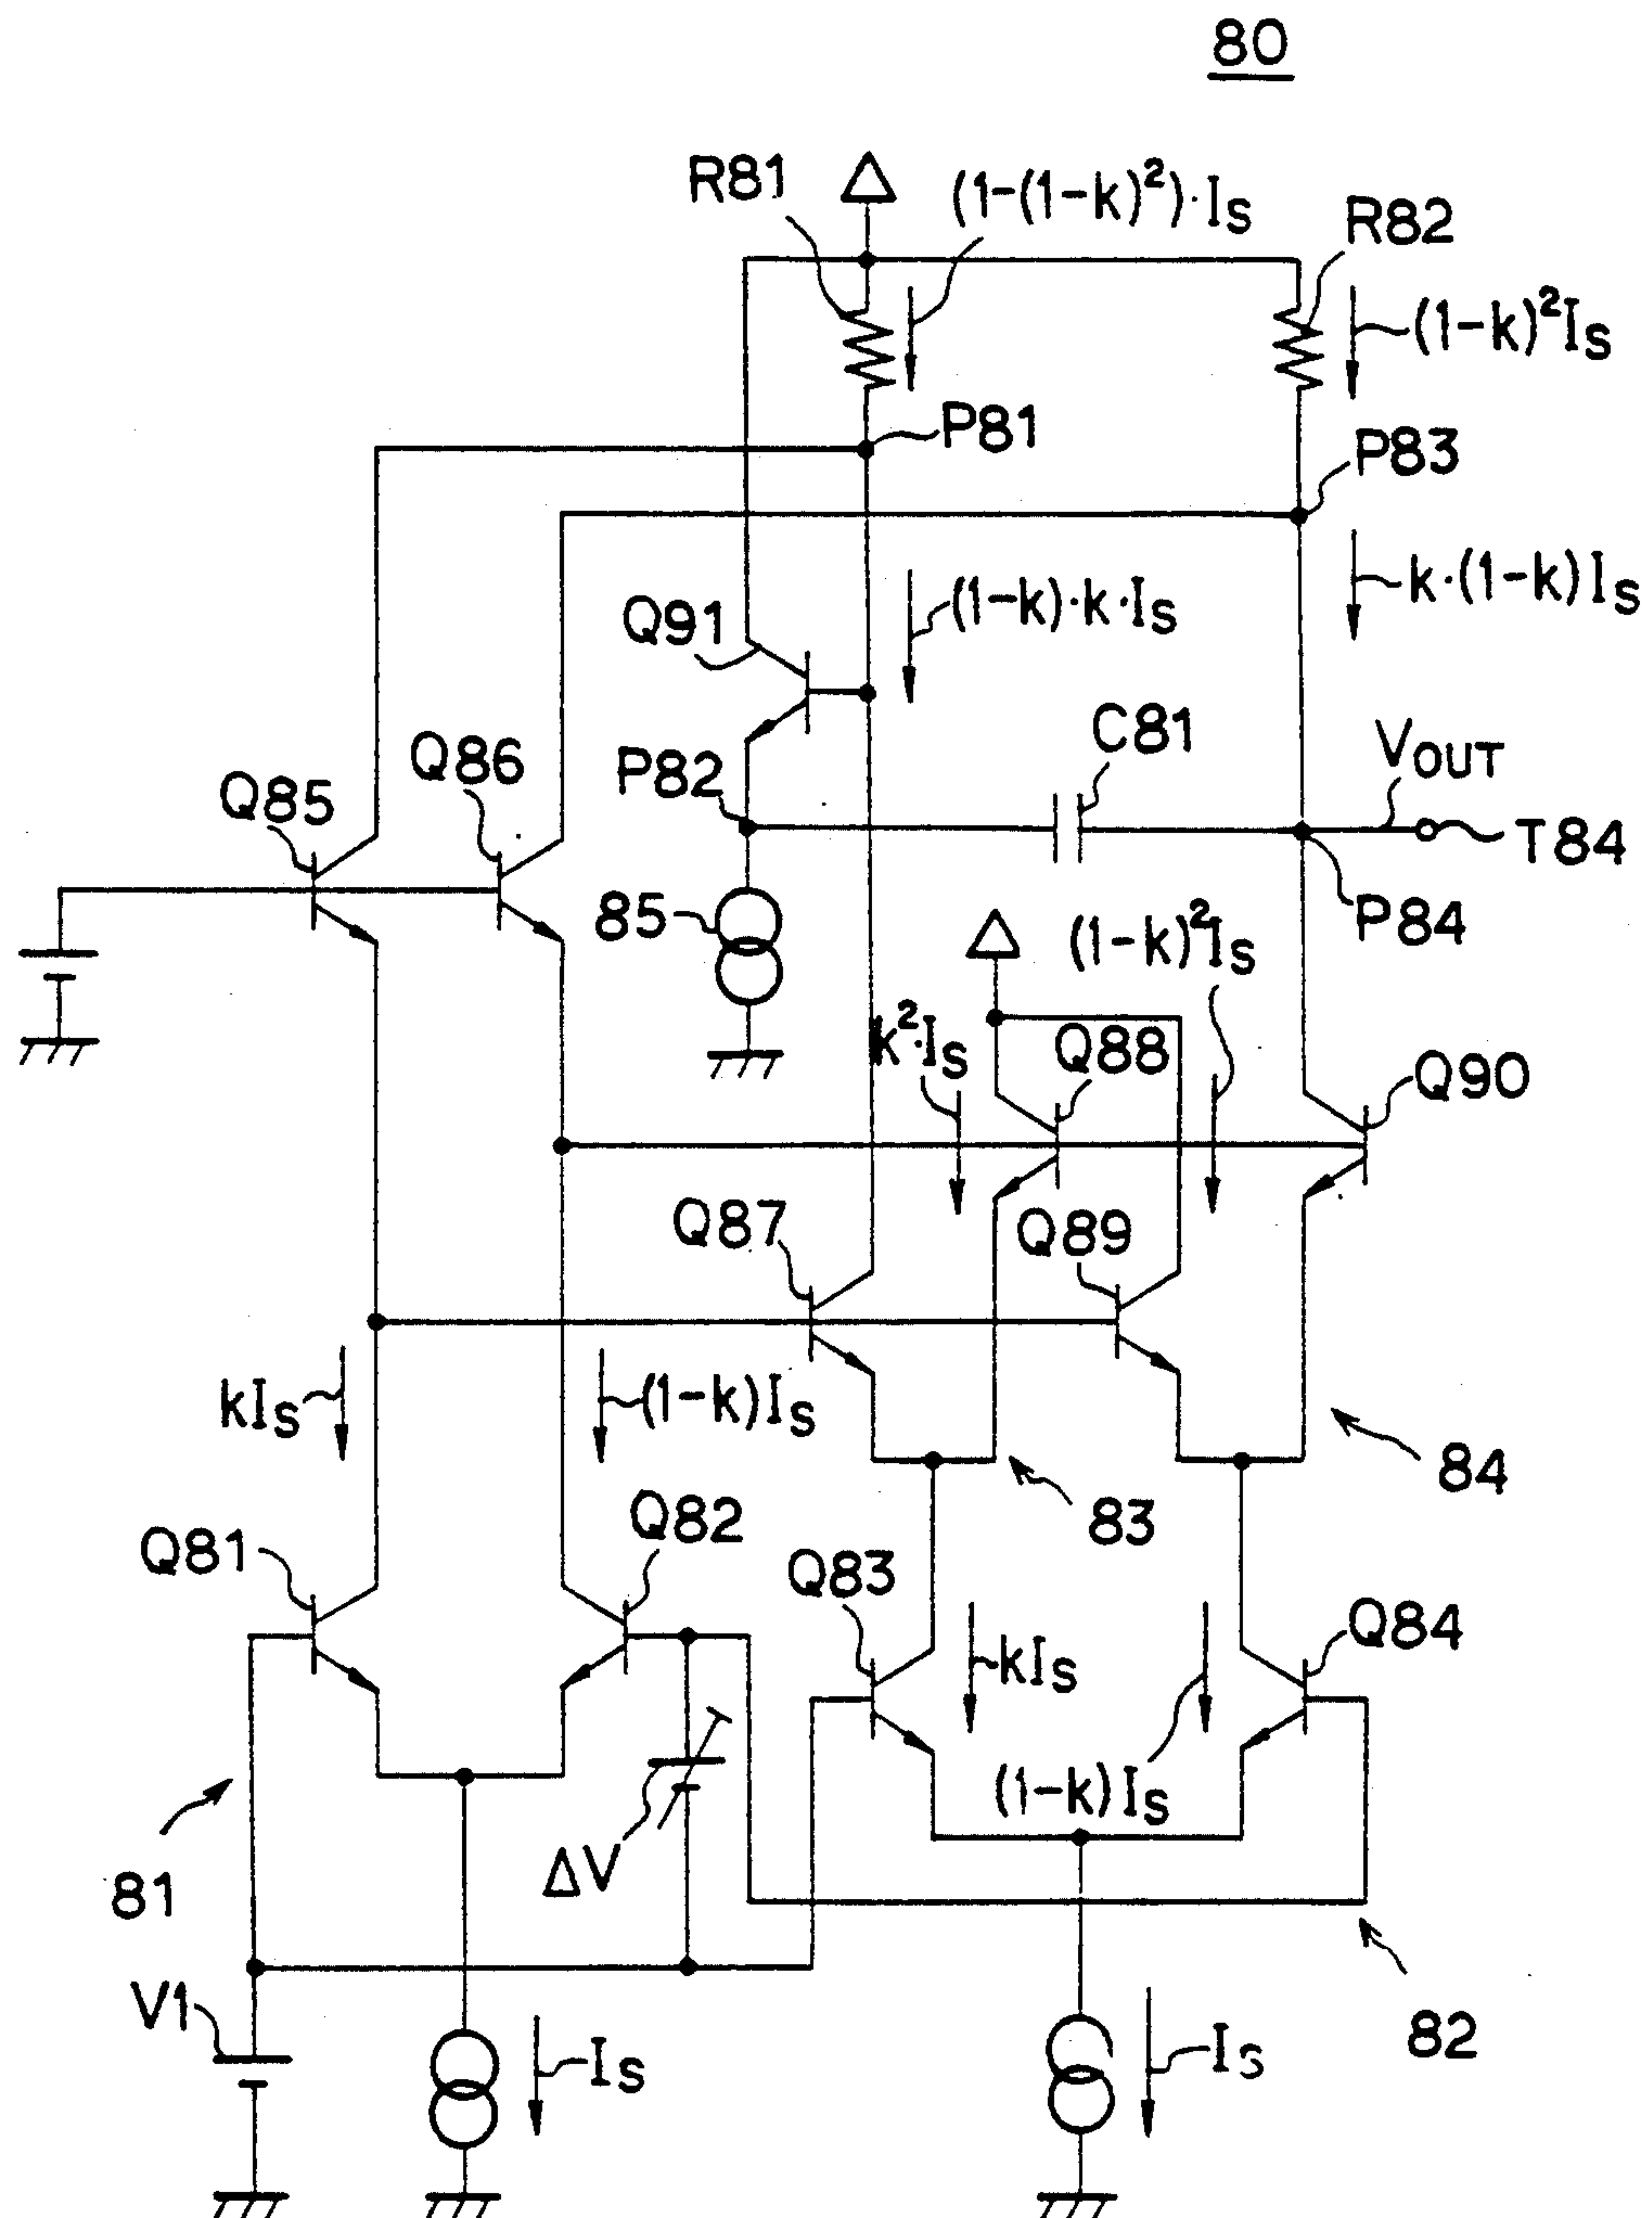 80
R81
(1-(1-k)²)·Is
R82
(1-k)²Is
P81
P83
Q91
(1-k)·k·Is
k·(1-k)Is
C81
VOUT
P82
Q86
Q85
T84
85
(1-k)²Is
P84
k²·Is
Q88
Q90
Q87
Q89
kIs
(1-k)Is
84
83
Q82
Q81
Q83
Q84
kIs
(1-k)Is
ΔV
81
V1
82
Is
Is